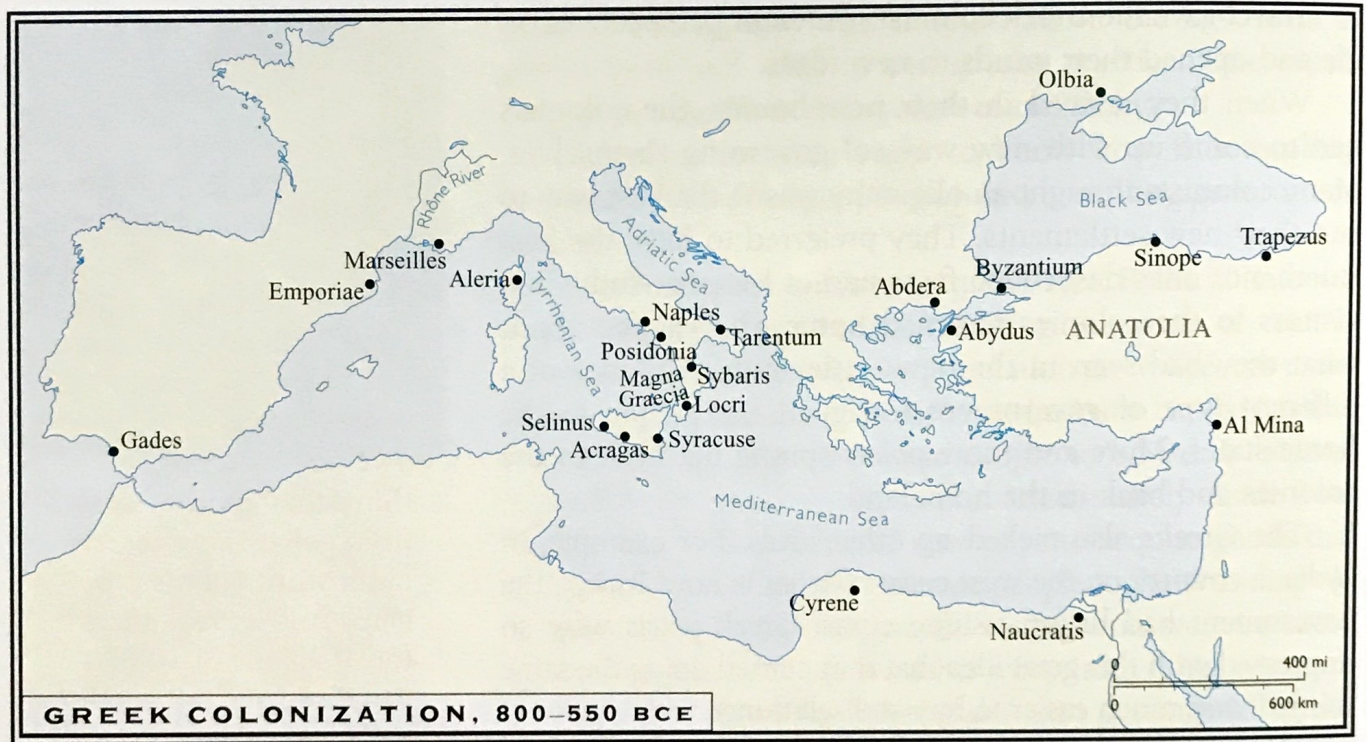 Olbia
Rhône River
Black Sea
Adriatic Sea
Trapezus
Marseilles
Sinope
Byzantium
Aleria
Emporiae
Abdera
Tyrrhenian Sea
Naples
Tarentum
Abydus
ANATOLIA
Posidonia
Magna
Graecia
Sybaris
Locri
Selinus
Al Mina
Gades
Syracuse
Acragas
Mediterranean Sea
Cyrene
Naucratis
0 400 mi
0 600 km
GREEK COLONIZATION, 800–550 BCE